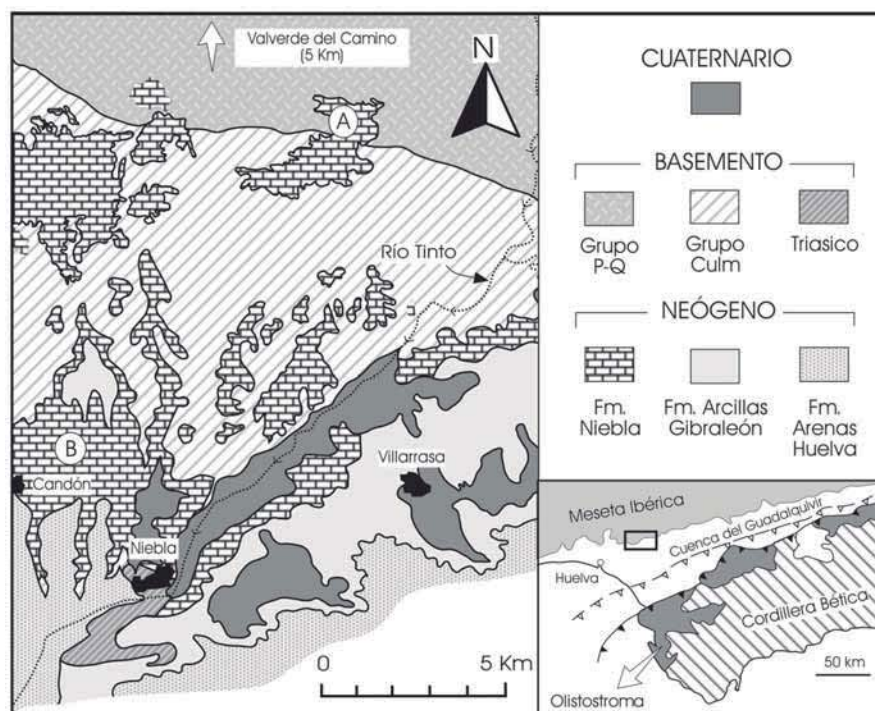 Valverde del Camino
(5 Km)
N
A
Río Tinto
B
Candón
Villarrasa
Niebla
0
5 Km
CUATERNARIO
BASEMENTO
Grupo
P-Q
Grupo
Culm
Triasico
NEÓGENO
Fm.
Niebla
Fm. Arcillas
Gibraleón
Fm.
Arenas
Huelva
Meseta Ibérica
Cuenca del Guadalquivir
Huelva
Cordillera Bética
Olistostroma
50 km